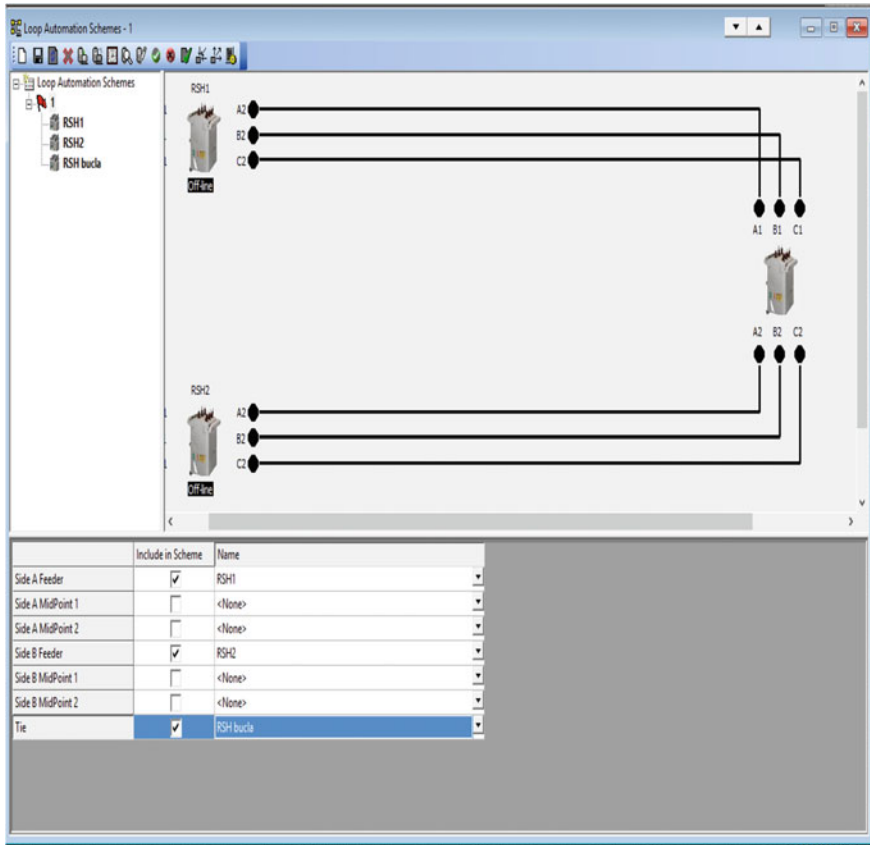 Loop Automation Schemes - 1
Loop Automation Schemes
1
RSH1
RSH2
RSH bucla
RSH1
A2
B2
C2
Off-line
A1 B1 C1
A2 B2 C2
RSH2
A2
B2
C2
Off-line
Include in Scheme Name
Side A Feeder RSH1
Side A MidPoint 1 <None>
Side A MidPoint 2 <None>
Side B Feeder RSH2
Side B MidPoint 1 <None>
Side B MidPoint 2 <None>
Tie RSH bucla